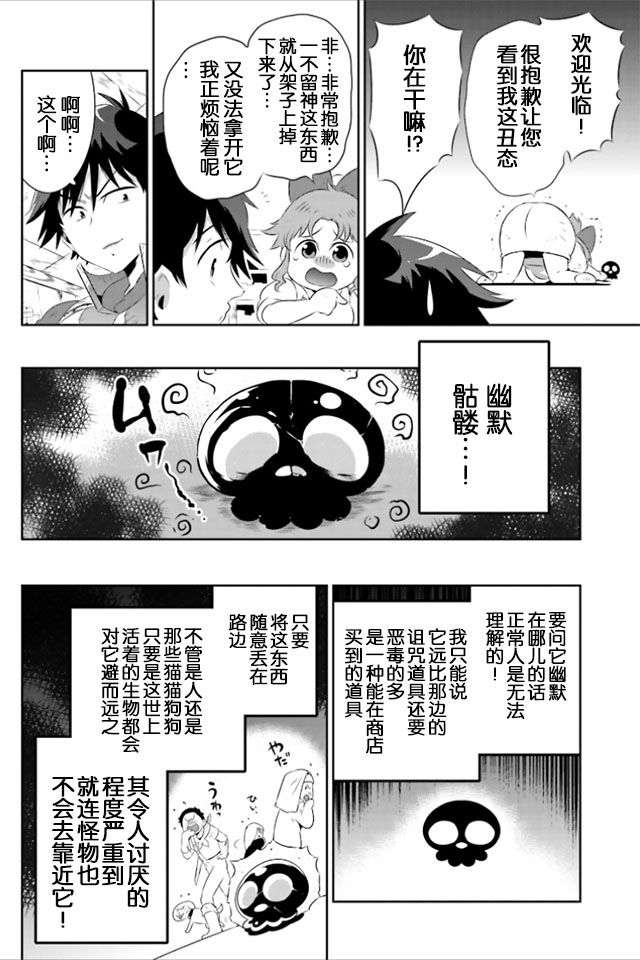 欢迎光临！
很抱歉让您
看到我这丑态
你在干嘛!?
非…非常抱歉…
一不留神这东西
就从架子上掉
下来了…
…
又没法拿开它
我正烦恼着呢
…
啊啊…
这个啊…
幽默
骷髅…！
ムワッ
要问它幽默
在哪儿的话
正常人是无法
理解的！
我只能说
它远比那边的
诅咒道具还要
恶毒的多
是一种能在商店
买到的道具
只要
将这东西
随意丢在
路边
不管是人还是
那些猫猫狗狗
只要是这世上
活着的生物都会
对它避而远之
やだ
うわっ
其令人讨厌的
程度严重到
就连怪物也
不会去靠近它！